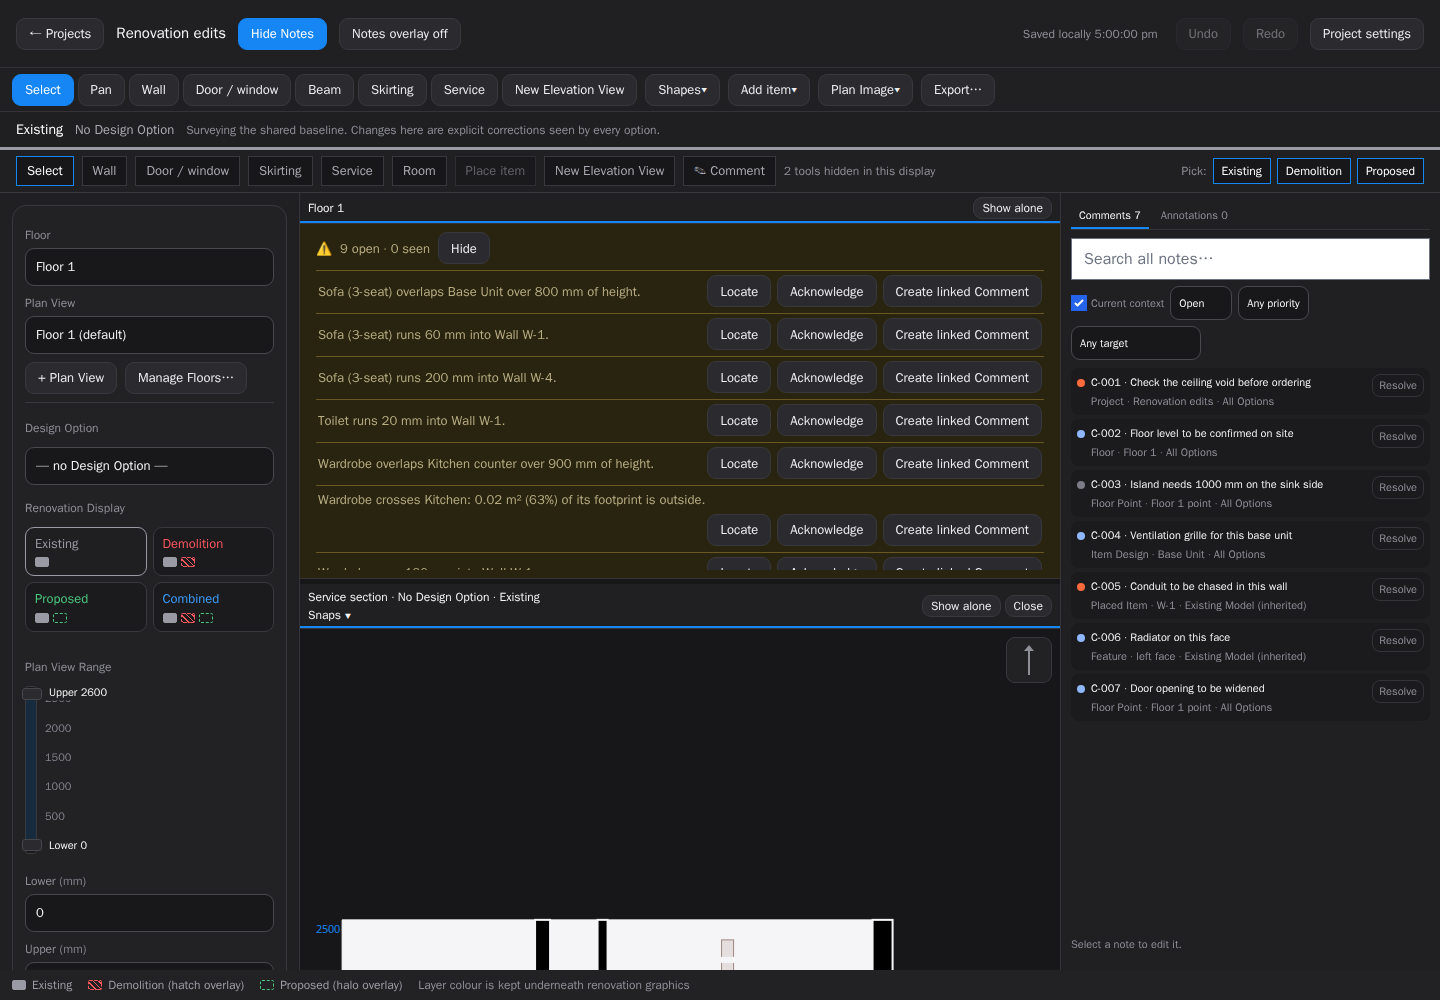 ← Projects
Renovation edits
Hide Notes
Notes overlay off
Saved locally 5:00:00 pm
Undo
Redo
Project settings
Select
Pan
Wall
Door / window
Beam
Skirting
Service
New Elevation View
Shapes▾
Add item▾
Plan Image▾
Export…
Existing No Design Option Surveying the shared baseline. Changes here are explicit corrections seen by every option.
Select
Wall
Door / window
Skirting
Service
Room
Place item
New Elevation View
✎ Comment
2 tools hidden in this display
Pick:
Existing
Demolition
Proposed
Floor
Floor 1
Plan View
Floor 1 (default)
+ Plan View
Manage Floors…
Design Option
— no Design Option —
Renovation Display
Existing
Demolition
Proposed
Combined
Plan View Range
Upper 2600
2000
1500
1000
500
Lower 0
Lower (mm)
0
Upper (mm)
Floor 1
Show alone
⚠️ 9 open · 0 seen
Hide
Sofa (3-seat) overlaps Base Unit over 800 mm of height.
Locate
Acknowledge
Create linked Comment
Sofa (3-seat) runs 60 mm into Wall W-1.
Locate
Acknowledge
Create linked Comment
Sofa (3-seat) runs 200 mm into Wall W-4.
Locate
Acknowledge
Create linked Comment
Toilet runs 20 mm into Wall W-1.
Locate
Acknowledge
Create linked Comment
Wardrobe overlaps Kitchen counter over 900 mm of height.
Locate
Acknowledge
Create linked Comment
Wardrobe crosses Kitchen: 0.02 m² (63%) of its footprint is outside.
Locate
Acknowledge
Create linked Comment
Service section · No Design Option · Existing
Snaps ▾
Show alone
Close
2500
Comments 7
Annotations 0
Search all notes…
Current context
Open
Any priority
Any target
C-001 · Check the ceiling void before ordering
Project · Renovation edits · All Options
Resolve
C-002 · Floor level to be confirmed on site
Floor · Floor 1 · All Options
Resolve
C-003 · Island needs 1000 mm on the sink side
Floor Point · Floor 1 point · All Options
Resolve
C-004 · Ventilation grille for this base unit
Item Design · Base Unit · All Options
Resolve
C-005 · Conduit to be chased in this wall
Placed Item · W-1 · Existing Model (inherited)
Resolve
C-006 · Radiator on this face
Feature · left face · Existing Model (inherited)
Resolve
C-007 · Door opening to be widened
Floor Point · Floor 1 point · All Options
Resolve
Select a note to edit it.
Existing
Demolition (hatch overlay)
Proposed (halo overlay)
Layer colour is kept underneath renovation graphics